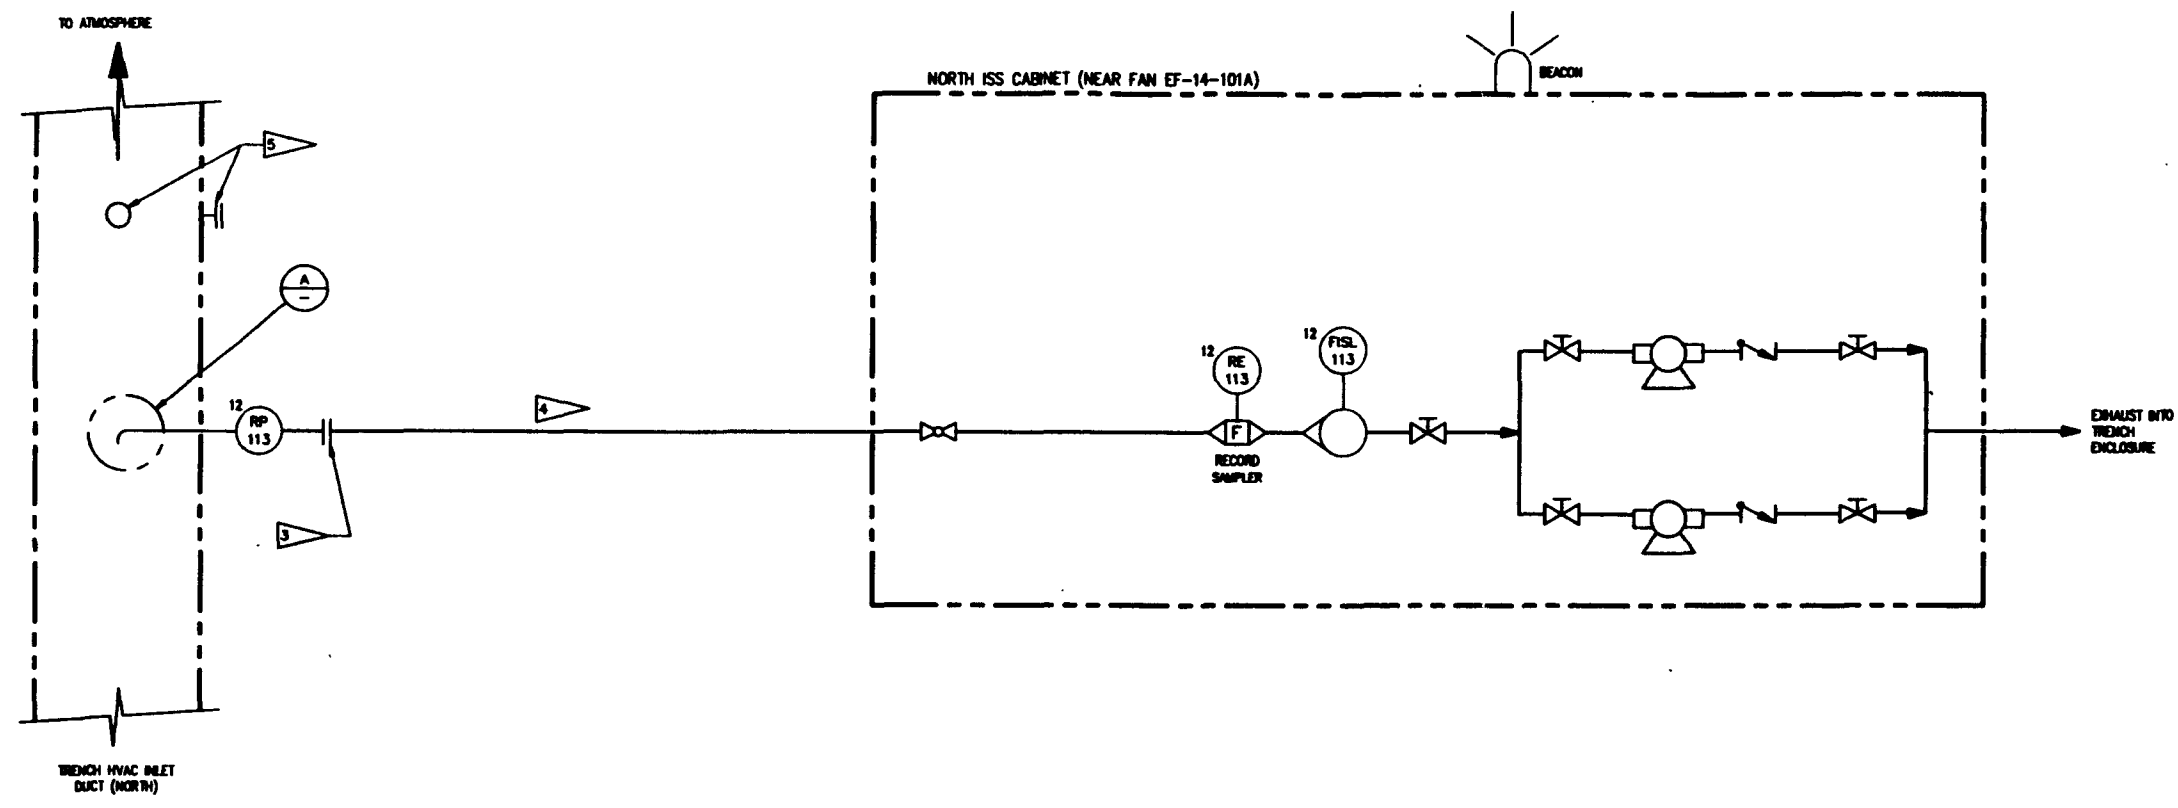 TO ATMOSPHERE
NORTH ISS CABINET (NEAR FAN EF-14-101A)
BEACON
5
A
-
12
RP
113
3
4
12
RE
113
F
RECORD
SAMPLER
12
FISL
113
EXHAUST INTO
TRENCH
ENCLOSURE
TRENCH HVAC INLET
DUCT (NORTH)